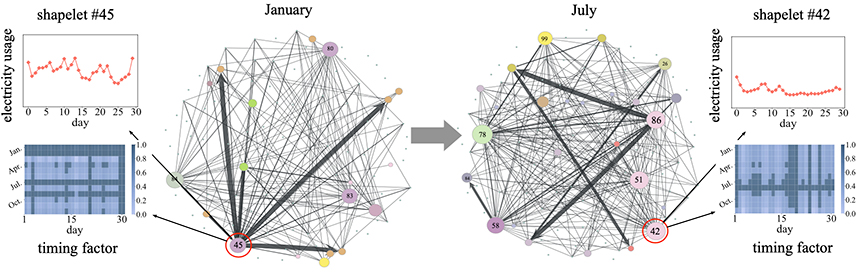 shapelet #45
January
July
shapelet #42
electricity usage
0 5 10 15 20 25 30
day
Jan.
Apr.
Jul.
Oct.
1 15 30
day
1.0
0.8
0.6
0.4
0.2
0.0
timing factor
80
83
45
99
26
86
78
51
58
42
electricity usage
0 5 10 15 20 25 30
day
Jan.
Apr.
Jul.
Oct.
1 15 30
day
1.0
0.8
0.6
0.4
0.2
0.0
timing factor